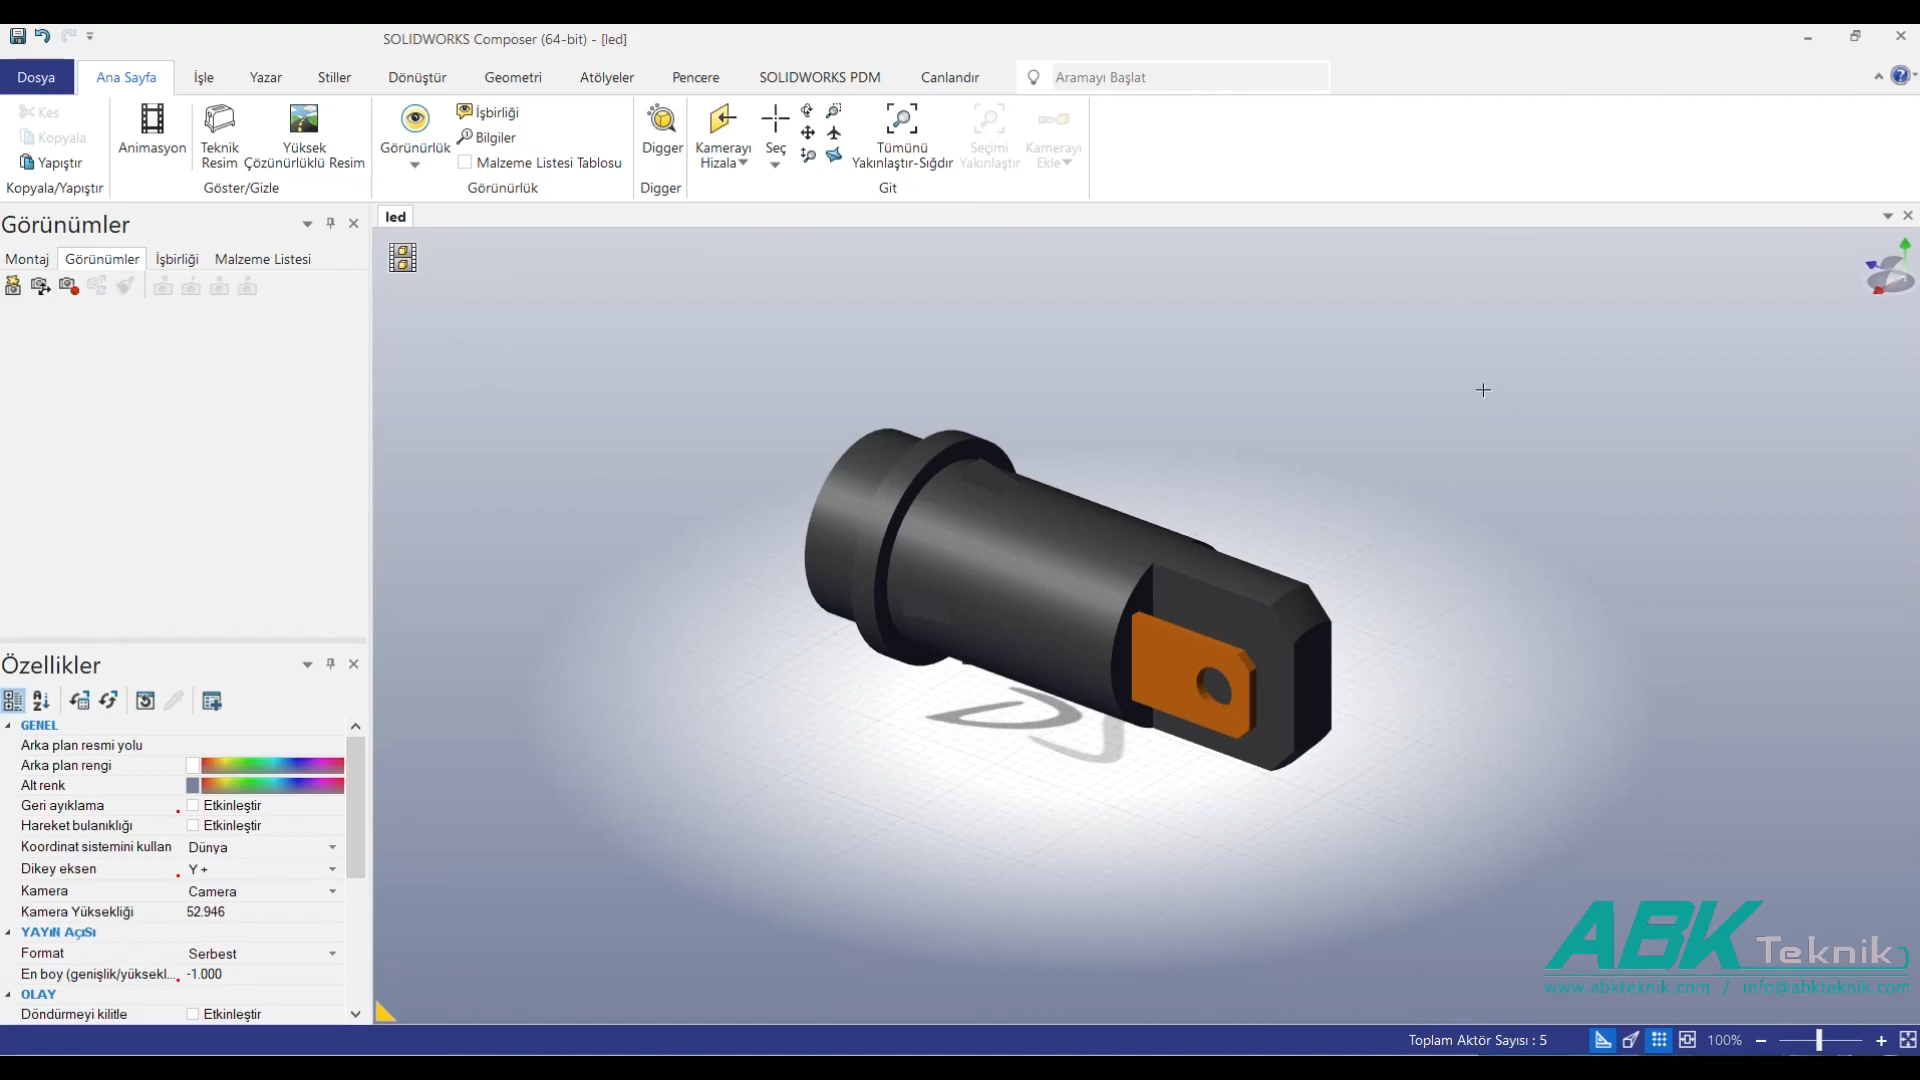 SOLIDWORKS Composer (64-bit) - [led]
Dosya Ana Sayfa İşle Yazar Stiller Dönüştür Geometri Atölyeler Pencere SOLIDWORKS PDM Canlandır Aramayı Başlat
Kes
Kopyala
Yapıştır
Kopyala/Yapıştır
Animasyon
Teknik
Resim
Yüksek
Çözünürlüklü Resim
Göster/Gizle
Görünürlük
İşbirliği
Bilgiler
Malzeme Listesi Tablosu
Görünürlük
Digger
Digger
Kamerayı
Hizala
Seç
Tümünü
Yakınlaştır-Sığdır
Seçimi
Yakınlaştır
Kamerayı
Ekle
Git
Görünümler
Montaj Görünümler İşbirliği Malzeme Listesi
led
Özellikler
GENEL
Arka plan resmi yolu
Arka plan rengi
Alt renk
Geri ayıklama Etkinleştir
Hareket bulanıklığı Etkinleştir
Koordinat sistemini kullan Dünya
Dikey eksen Y +
Kamera Camera
Kamera Yüksekliği 52.946
YAYıN AçıSı
Format Serbest
En boy (genişlik/yüksekl... -1.000
OLAY
Döndürmeyi kilitle Etkinleştir
ABK Teknik
www.abkteknik.com / info@abkteknik.com
Toplam Aktör Sayısı : 5 100%